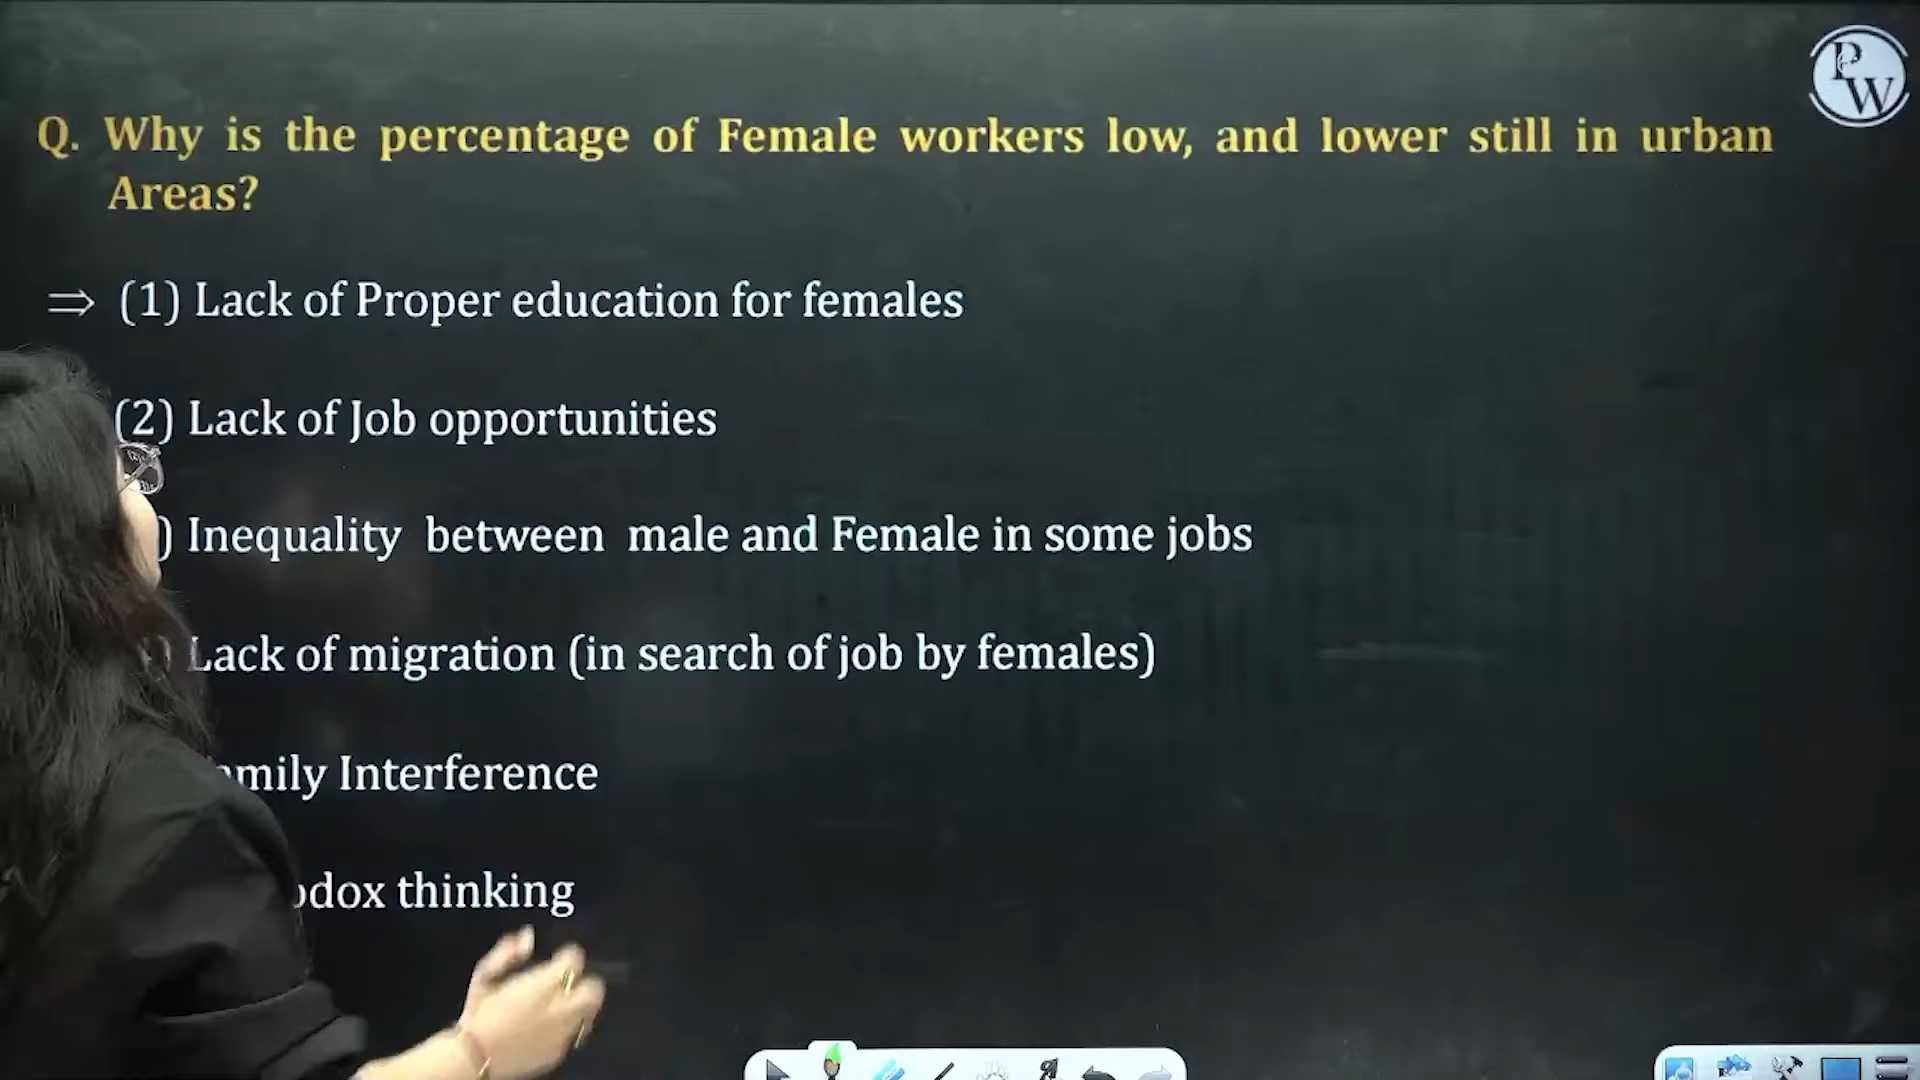 PW
Q. Why is the percentage of Female workers low, and lower still in urban
Areas?
⇒ (1) Lack of Proper education for females
(2) Lack of Job opportunities
) Inequality between male and Female in some jobs
) Lack of migration (in search of job by females)
Interference
thinking